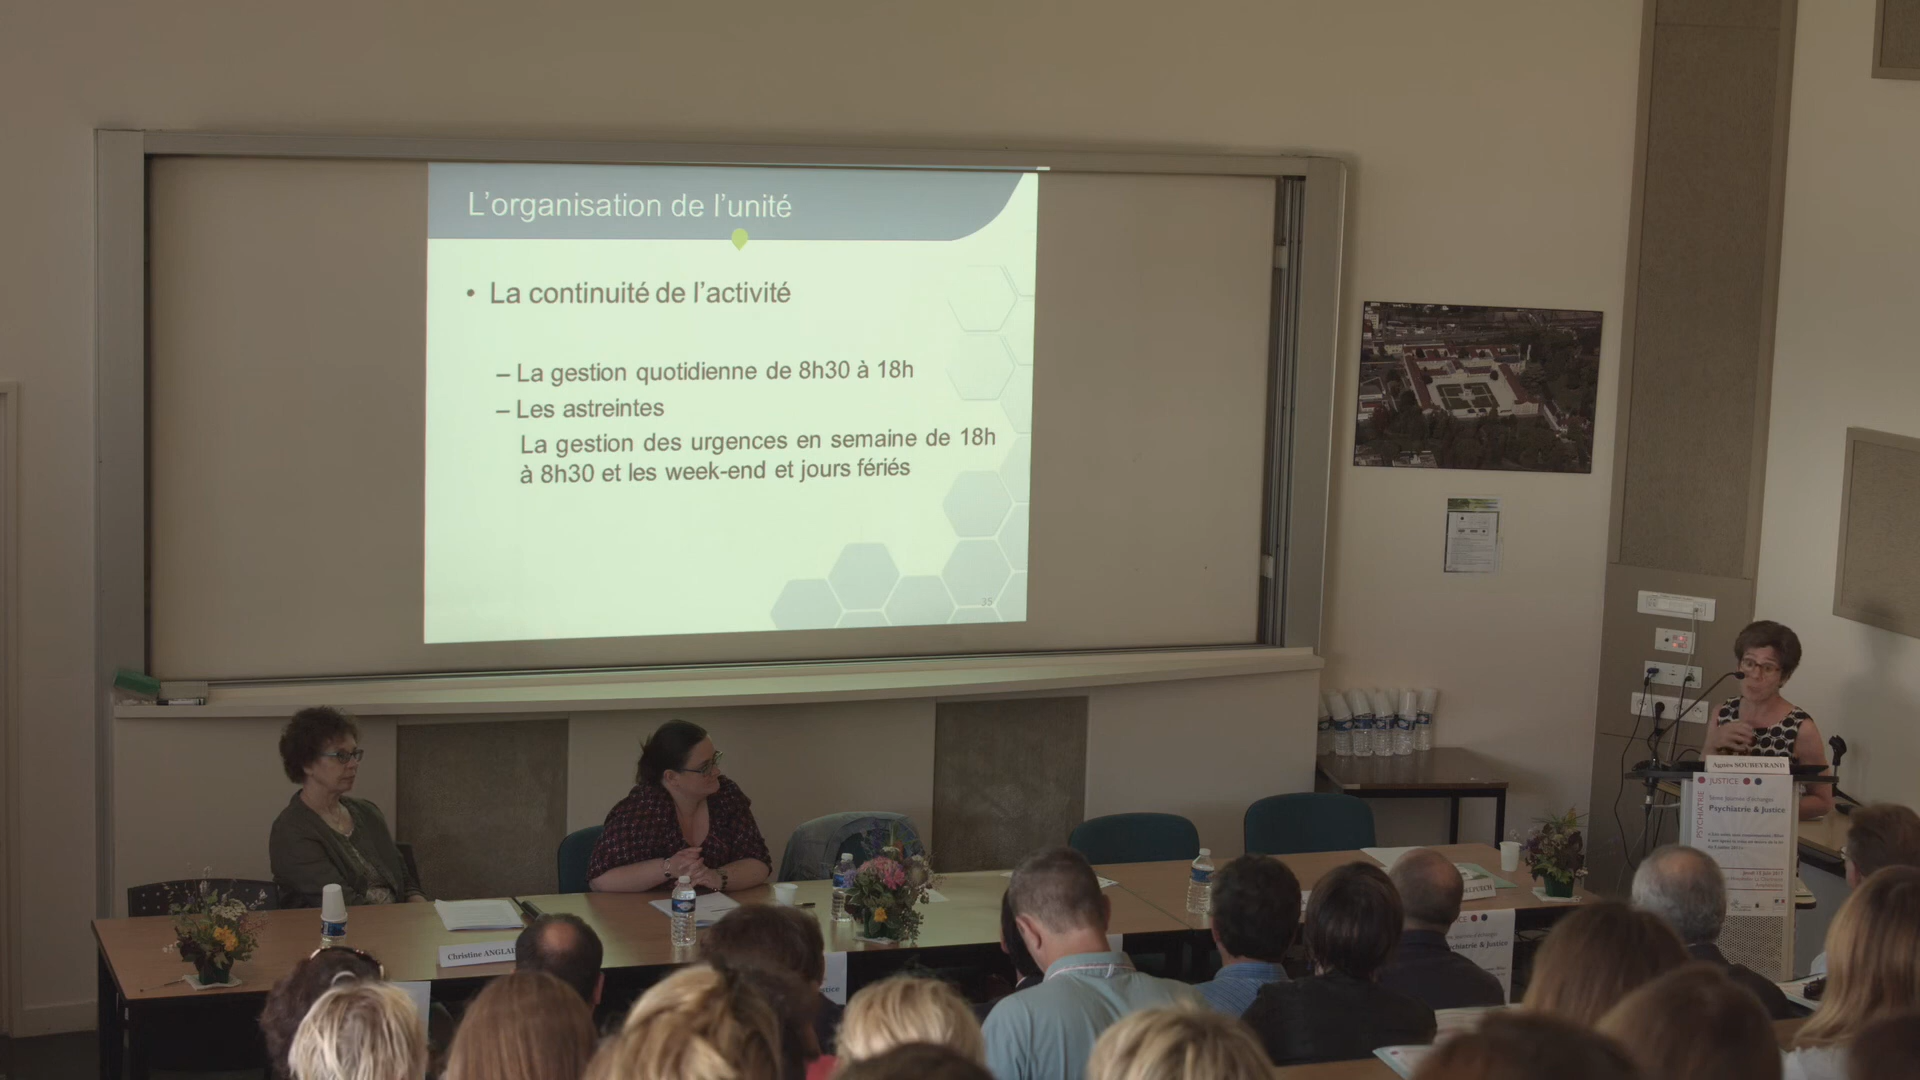 L'organisation de l'unité
• La continuité de l'activité
– La gestion quotidienne de 8h30 à 18h
– Les astreintes
La gestion des urgences en semaine de 18h
à 8h30 et les week-end et jours fériés
35
Agnès SOUBEYRAND
JUSTICE
PSYCHIATRIE
Psychiatrie & Justice
Christine ANGLAD
Psychiatrie & Justice